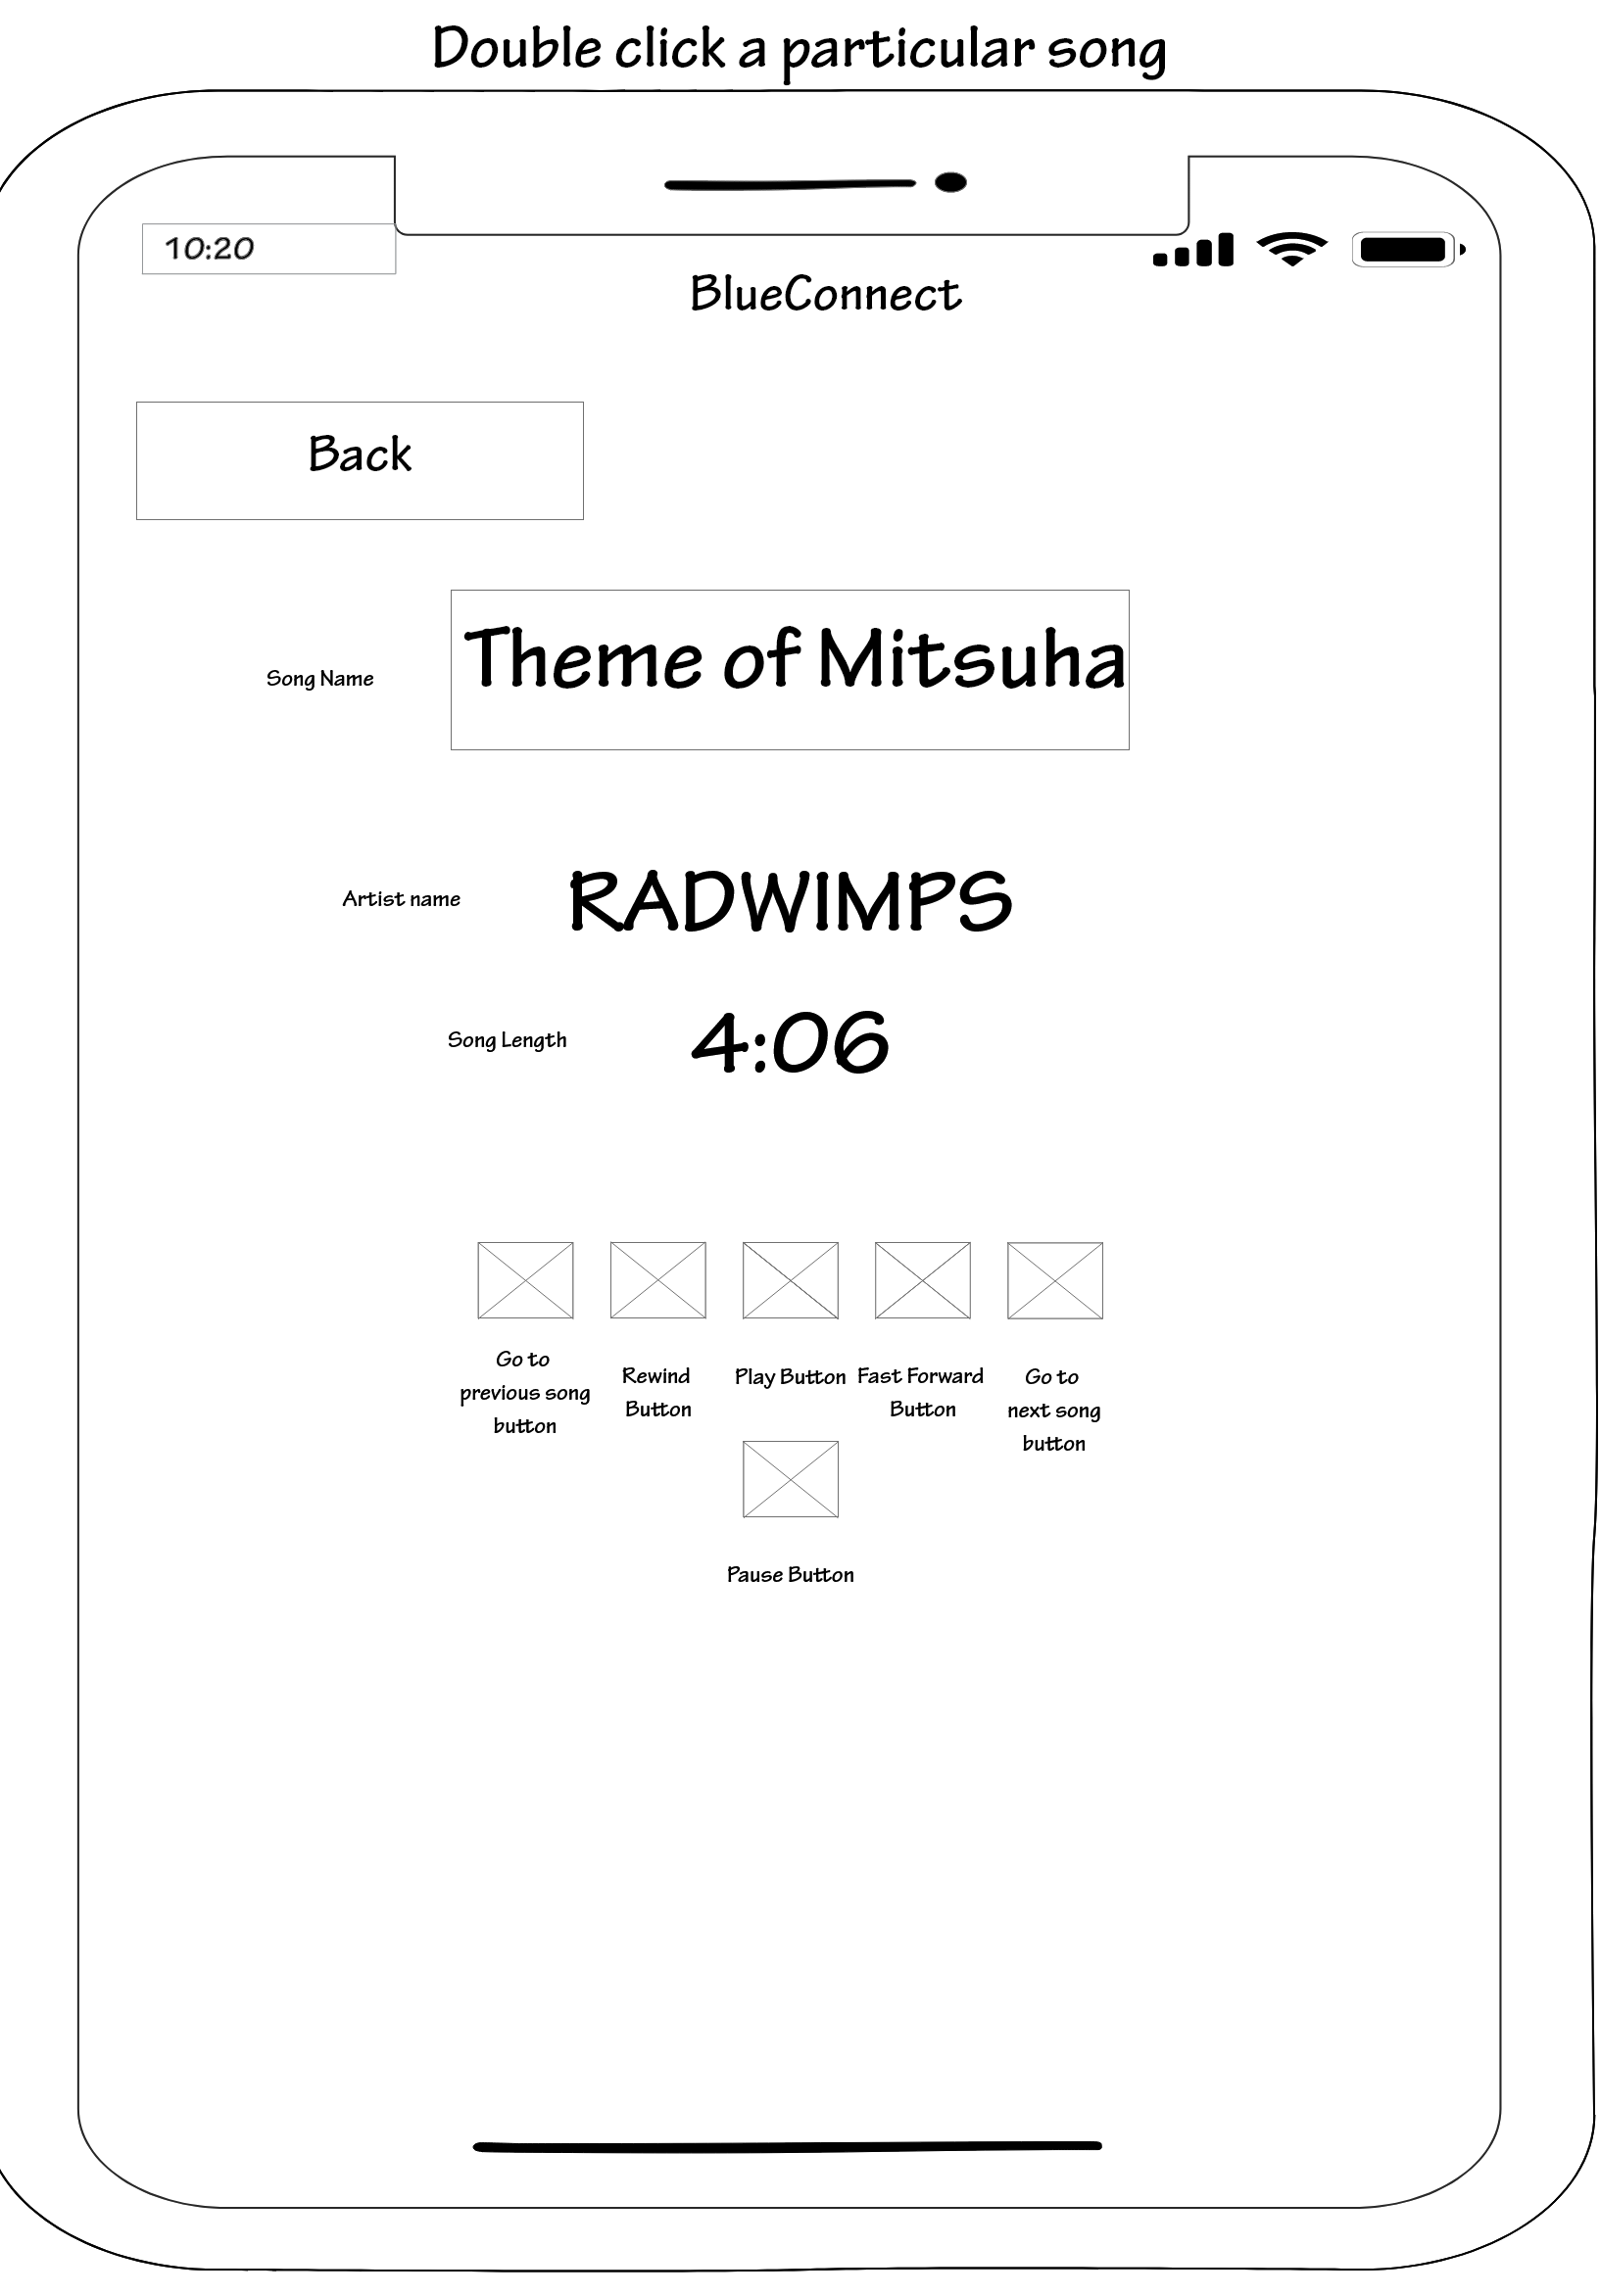 Double click a particular song
10:20
BlueConnect
Back
Song Name
Theme of Mitsuha
Artist name
RADWIMPS
Song Length
4:06
Go to
previous song
button
Rewind
Button
Play Button
Fast Forward
Button
Go to
next song
button
Pause Button